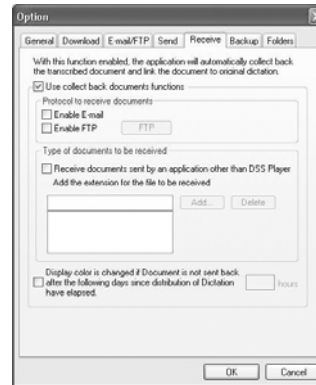 Option
General Download E-mail/FTP Send Receive Backup Folders
With this function enabled, the application will automatically collect back
the transcribed document and link the document to original dictation.
Use collect back documents functions
Protocol to receive documents
Enable E-mail
Enable FTP FTP
Type of documents to be received
Receive documents sent by an application other than DSS Player
Add the extension for the file to be received
Add... Delete
Display color is changed if Document is not sent back
after the following days since distribution of Dictation
have elapsed.
hours
OK Cancel